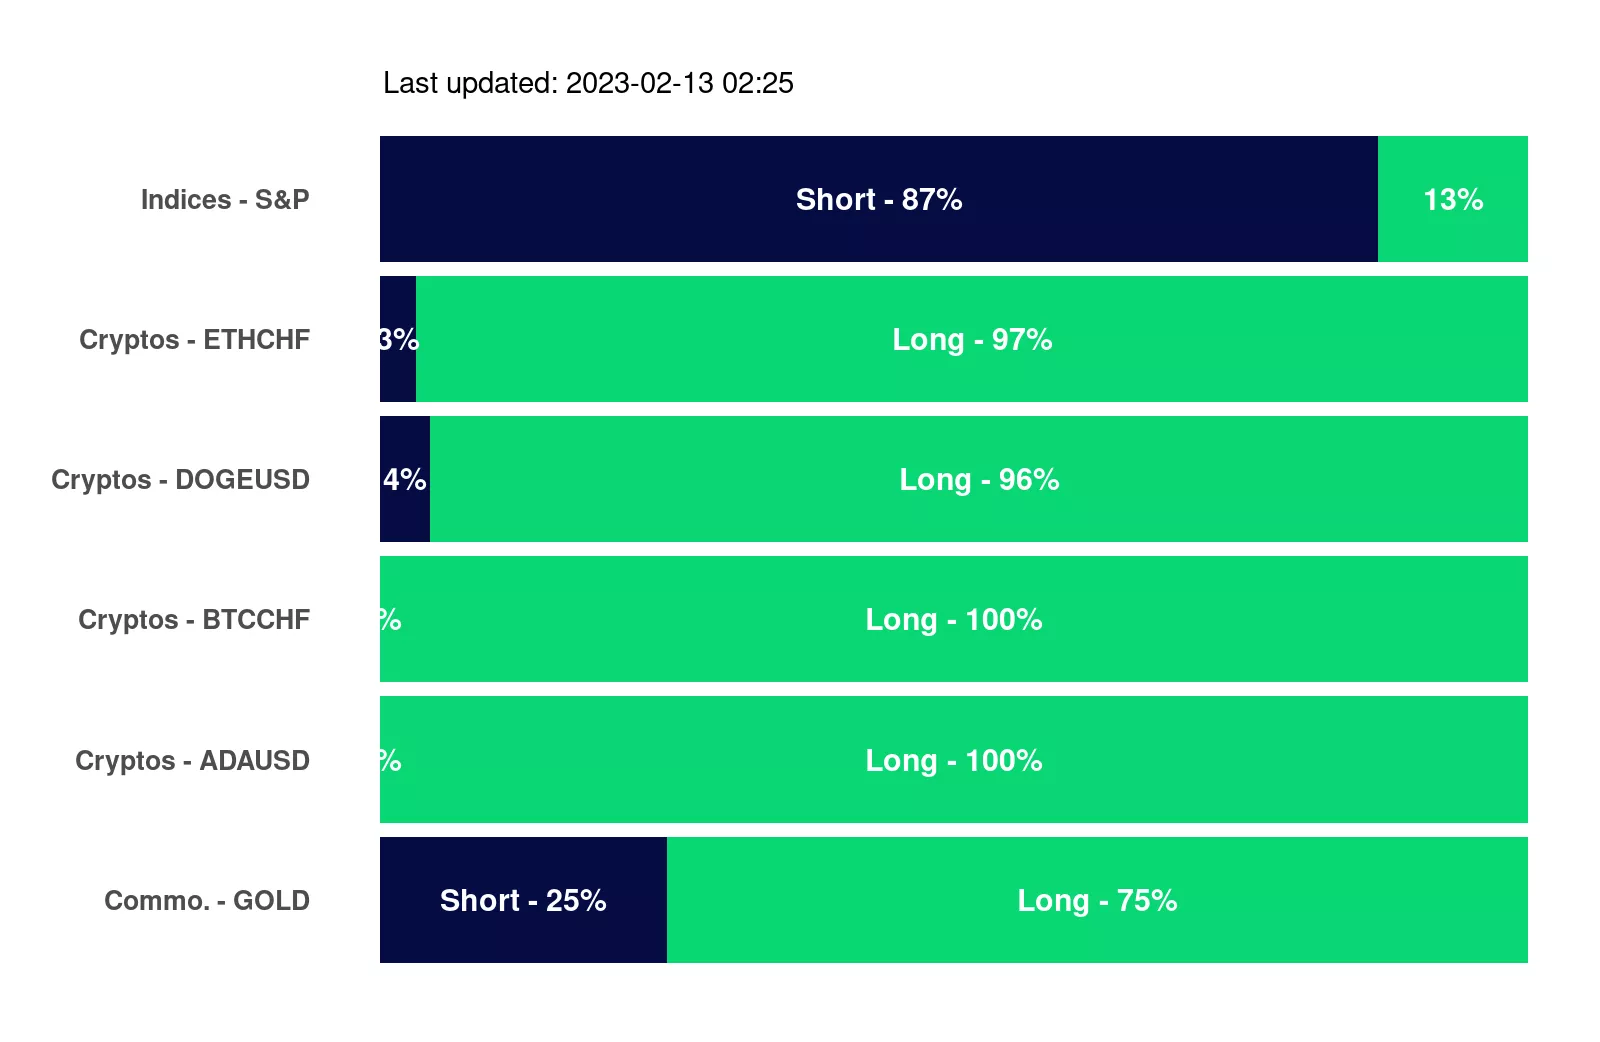 Last updated: 2023-02-13 02:25
Indices - S&P Short - 87% 13%
Cryptos - ETHCHF 3% Long - 97%
Cryptos - DOGEUSD 4% Long - 96%
Cryptos - BTCCHF % Long - 100%
Cryptos - ADAUSD % Long - 100%
Commo. - GOLD Short - 25% Long - 75%